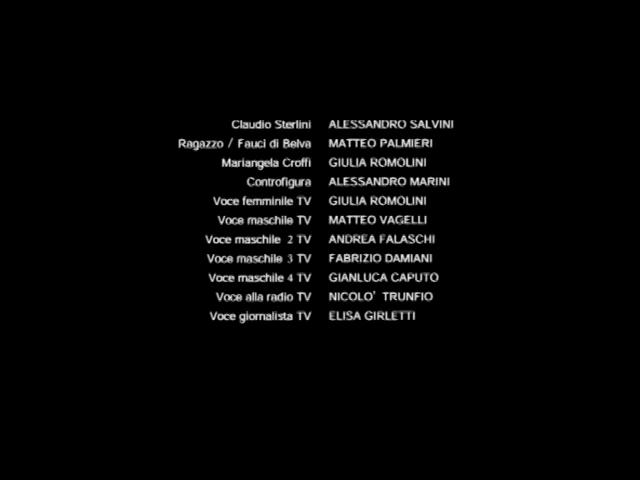 Claudio Sterlini ALESSANDRO SALVINI
Ragazzo / Fauci di Belva MATTEO PALMIERI
Mariangela Croffi GIULIA ROMOLINI
Controfigura ALESSANDRO MARINI
Voce femminile TV GIULIA ROMOLINI
Voce maschile TV MATTEO VAGELLI
Voce maschile 2 TV ANDREA FALASCHI
Voce maschile 3 TV FABRIZIO DAMIANI
Voce maschile 4 TV GIANLUCA CAPUTO
Voce alla radio TV NICOLO' TRUNFIO
Voce giornalista TV ELISA GIRLETTI